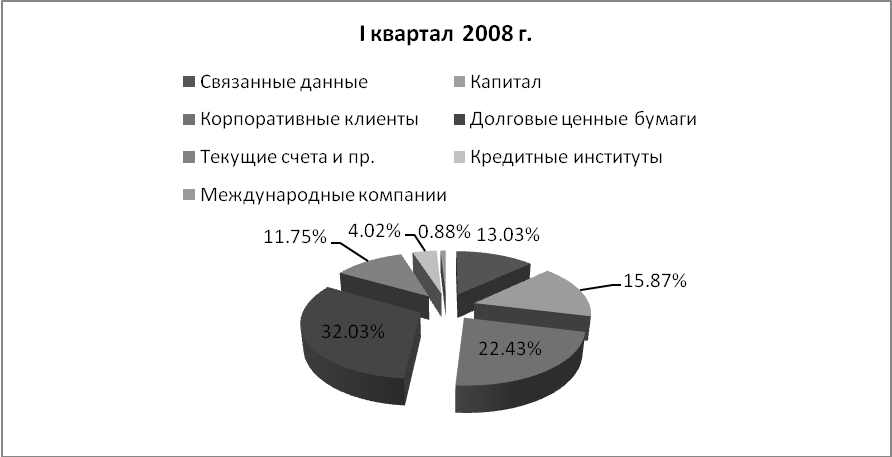 I квартал 2008 г.
Связанные данные
Капитал
Корпоративные клиенты
Долговые ценные бумаги
Текущие счета и пр.
Кредитные институты
Международные компании
11.75%
4.02%
0.88%
13.03%
15.87%
32.03%
22.43%